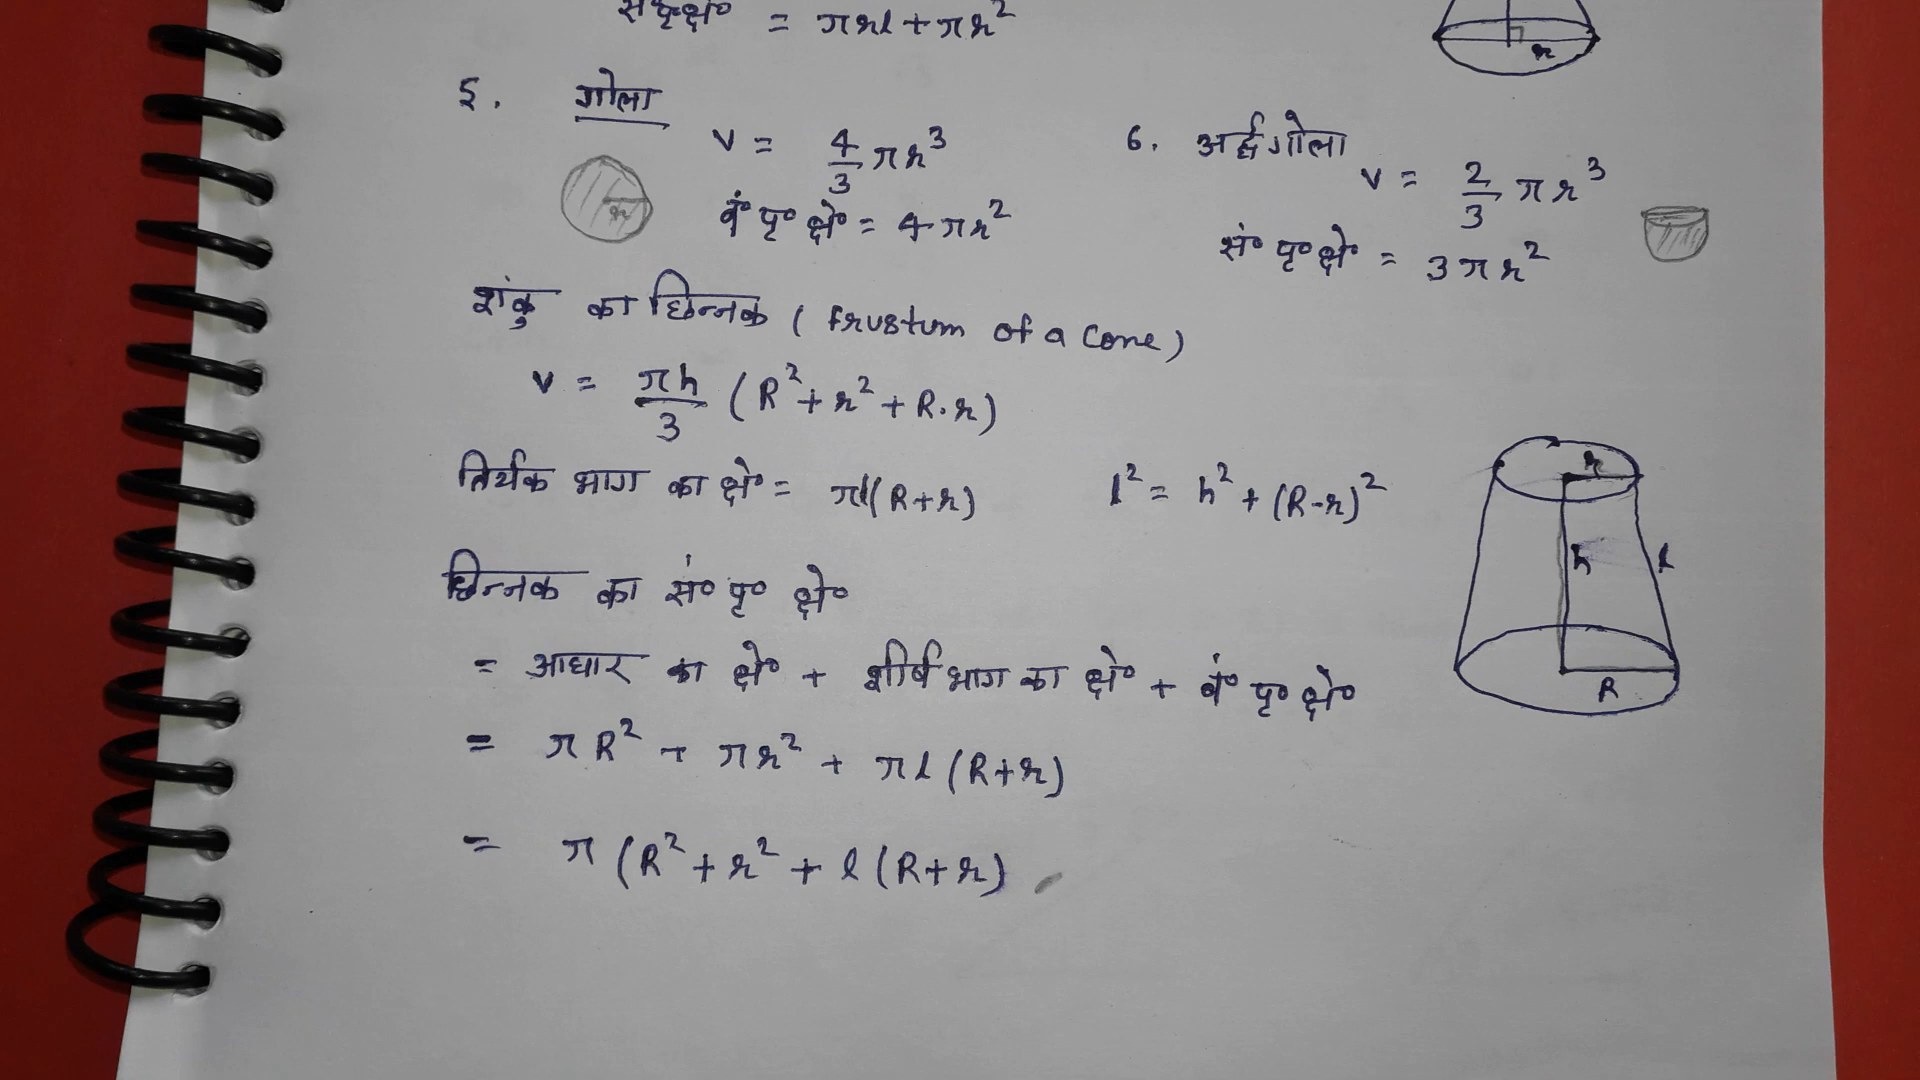 सं० पृ० क्षे० = πrl + πr²
5. गोला
V = 4/3 πr³
वं० पृ० क्षे० = 4πr²
r
6. अर्द्धगोला
V = 2/3 πr³
सं० पृ० क्षे० = 3πr²
r
शंकु का छिन्नक ( frustum of a cone)
V = πh/3 (R² + r² + R.r)
तिर्यक भाग का क्षे० = πl(R+r)
l² = h² + (R-r)²
छिन्नक का सं० पृ० क्षे०
= आधार का क्षे० + शीर्ष भाग का क्षे० + वं० पृ० क्षे०
= πR² + πr² + πl (R+r)
= π (R² + r² + l (R+r)
r
h
l
R